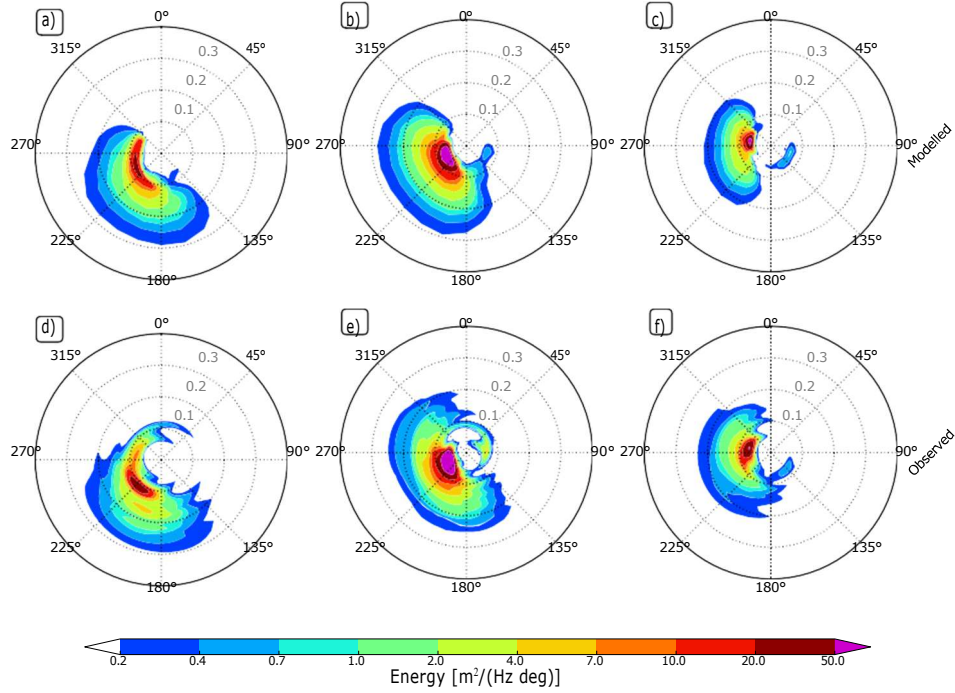 a) 0° b) 0° c) 0°
315° 45° 315° 45° 315° 45°
0.3 0.3 0.3
0.2 0.2 0.2
0.1 0.1 0.1
270° 90° 270° 90° 270° 90° Modelled
225° 135° 225° 135° 225° 135°
180° 180° 180°
d) 0° e) 0° f) 0°
315° 45° 315° 45° 315° 45°
0.3 0.3 0.3
0.2 0.2 0.2
0.1 0.1 0.1
270° 90° 270° 90° 270° 90° Observed
225° 135° 225° 135° 225° 135°
180° 180° 180°
0.2 0.4 0.7 1.0 2.0 4.0 7.0 10.0 20.0 50.0
Energy [m²/(Hz deg)]